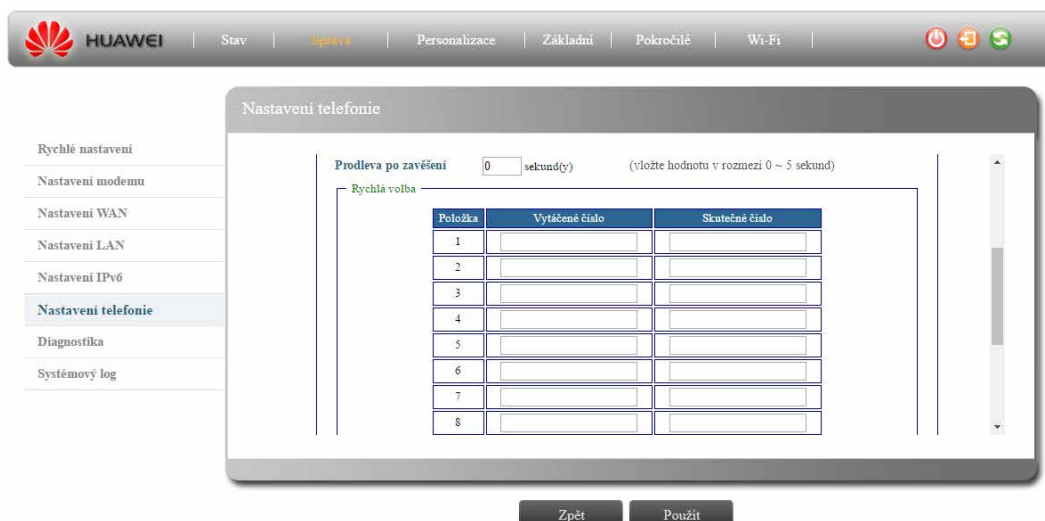 HUAWEI | Stav | Správa | Personalizace | Základní | Pokročilé | Wi-Fi |
Nastavení telefonie
Rychlé nastavení
Nastavení modemu
Nastavení WAN
Nastavení LAN
Nastavení IPv6
Nastavení telefonie
Diagnostika
Systémový log
Prodleva po zavěšení 0 sekund(y) (vložte hodnotu v rozmezí 0 ~ 5 sekund)
Rychlá volba
Položka Vytáčené číslo Skutečné číslo
1
2
3
4
5
6
7
8
Zpět Použít